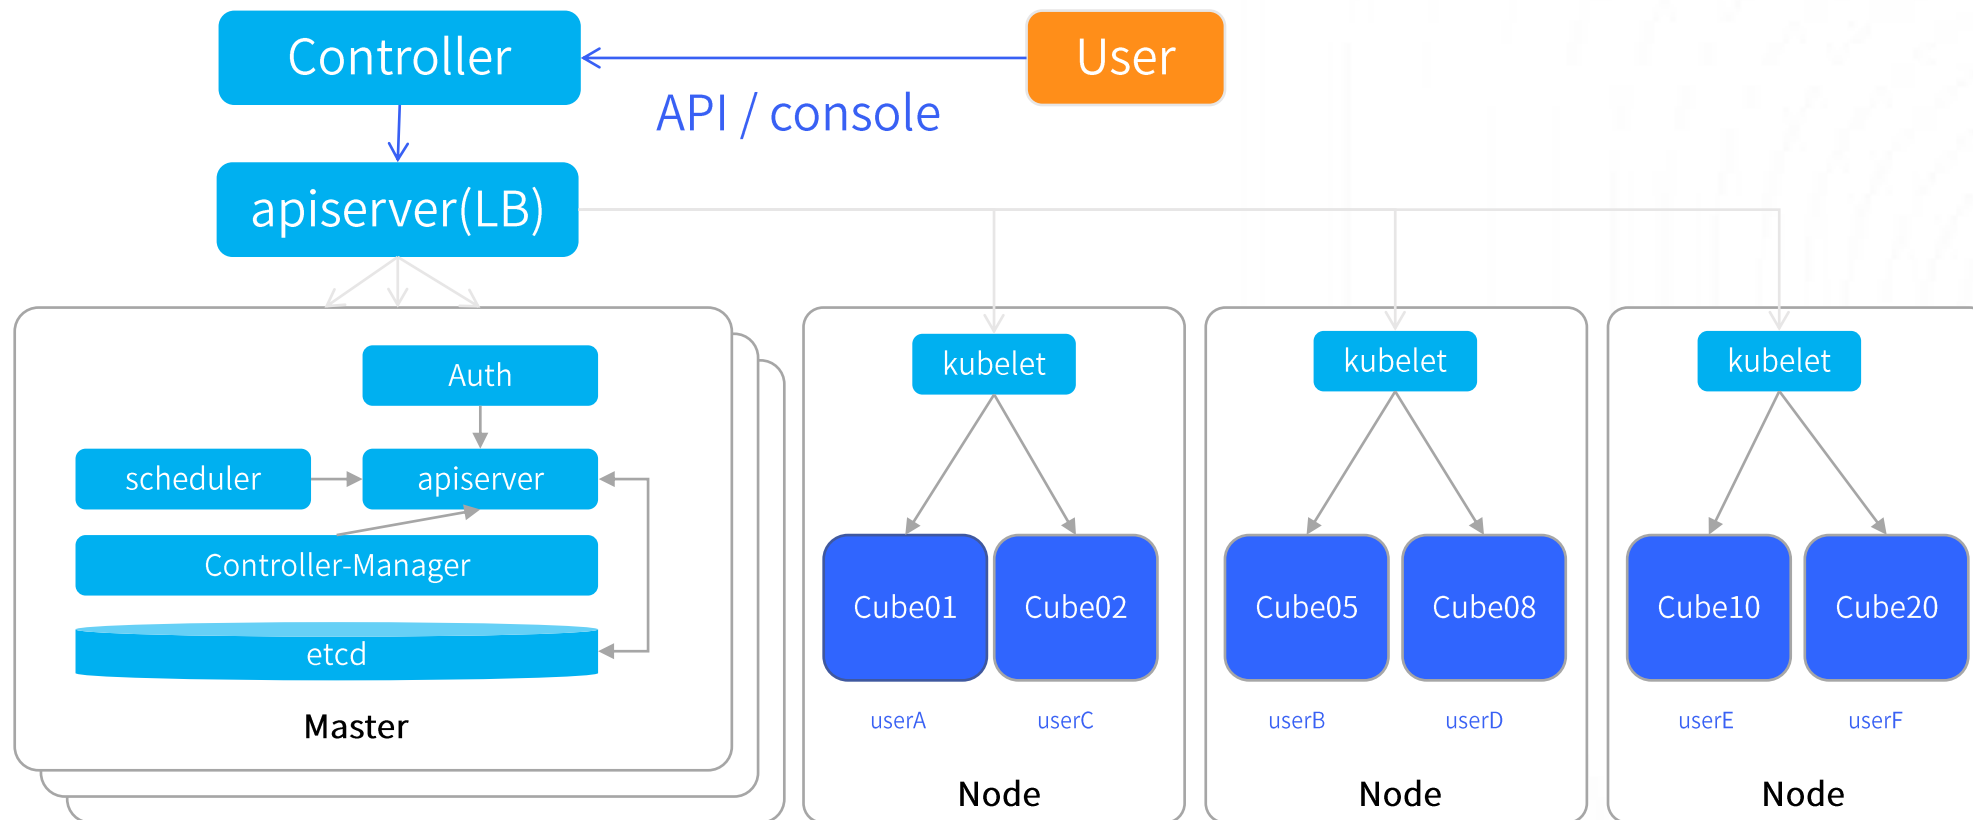 Controller
User
API / console
apiserver(LB)
Auth
scheduler
apiserver
Controller-Manager
etcd
Master
kubelet
Cube01
Cube02
userA
userC
Node
kubelet
Cube05
Cube08
userB
userD
Node
kubelet
Cube10
Cube20
userE
userF
Node